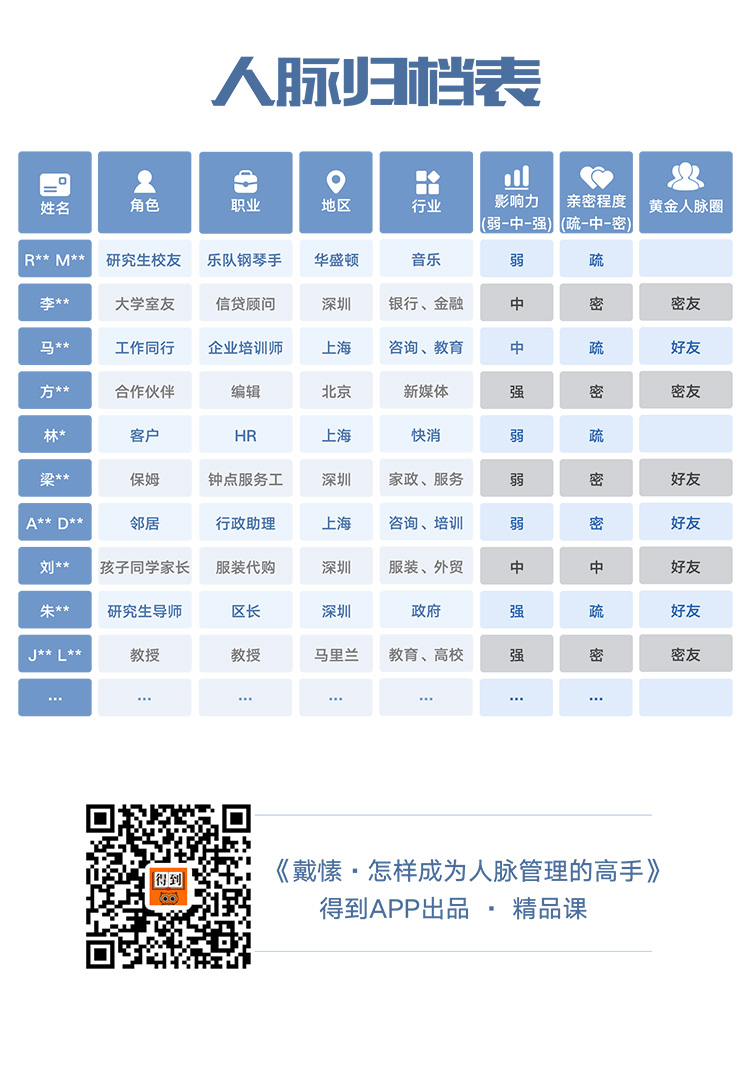 人脉归档表
姓名 角色 职业 地区 行业 影响力 (弱-中-强) 亲密程度 (疏-中-密) 黄金人脉圈
R** M** 研究生校友 乐队钢琴手 华盛顿 音乐 弱 疏
李** 大学室友 信贷顾问 深圳 银行、金融 中 密 密友
马** 工作同行 企业培训师 上海 咨询、教育 中 疏 好友
方** 合作伙伴 编辑 北京 新媒体 强 密 密友
林* 客户 HR 上海 快消 弱 疏
梁** 保姆 钟点服务工 深圳 家政、服务 弱 密 好友
A** D** 邻居 行政助理 上海 咨询、培训 弱 密 好友
刘** 孩子同学家长 服装代购 深圳 服装、外贸 中 中 好友
朱** 研究生导师 区长 深圳 政府 强 疏 好友
J** L** 教授 教授 马里兰 教育、高校 强 密 密友
... ... ... ... ... ... ...
得到
《戴愫·怎样成为人脉管理的高手》
得到APP出品 · 精品课